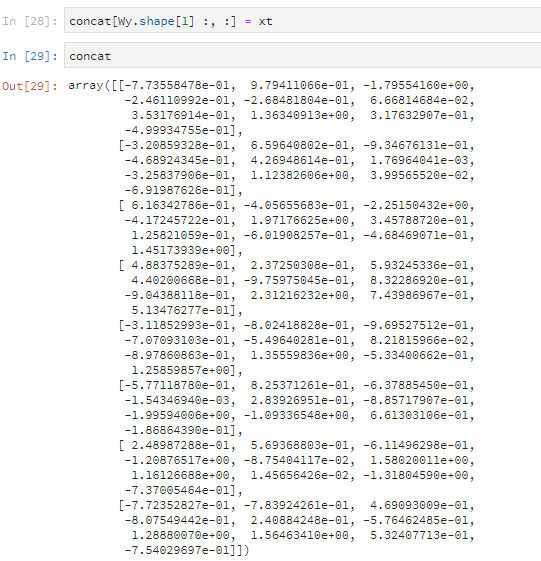 In [28]: concat[Wy.shape[1] :, :] = xt
In [29]: concat
Out[29]: array([[-7.73558478e-01, 9.79411066e-01, -1.79554160e+00,
-2.46110992e-01, -2.68481804e-01, 6.66814684e-02,
3.53176914e-01, 1.36340913e+00, 3.17632907e-01,
-4.99934755e-01],
[-3.20859328e-01, 6.59640802e-01, -9.34676131e-01,
-4.68924345e-01, 4.26948614e-01, 1.76964041e-03,
-3.25837906e-01, 1.12382606e+00, 3.99565520e-02,
-6.91987626e-01],
[ 6.16342786e-01, -4.05655683e-01, -2.25150432e+00,
-4.17245722e-01, 1.97176625e+00, 3.45788720e-01,
1.25821059e-01, -6.01908257e-01, -4.68469071e-01,
1.45173939e+00],
[ 4.88375289e-01, 2.37250308e-01, 5.93245336e-01,
4.40200668e-01, -9.75975045e-01, 8.32286920e-01,
-9.04388118e-01, 2.31216232e+00, 7.43986967e-01,
5.13476277e-01],
[-3.11852993e-01, -8.02418828e-01, -9.69527512e-01,
-7.07093103e-01, -5.49640281e-01, 8.21815966e-02,
-8.97860863e-01, 1.35559836e+00, -5.33400662e-01,
1.25859857e+00],
[-5.77118780e-01, 8.25371261e-01, -6.37885450e-01,
-1.54346940e-03, 2.83926951e-01, -8.85717907e-01,
-1.99594006e+00, -1.09336548e+00, 6.61303106e-01,
-1.86864390e-01],
[ 2.48987288e-01, 5.69368803e-01, -6.11496298e-01,
-1.20876517e+00, -8.75404117e-02, 1.58020011e+00,
1.16126688e+00, 1.45656426e-02, -1.31804590e+00,
-7.37005464e-01],
[-7.72352827e-01, -7.83924261e-01, 4.69093009e-01,
-8.07549442e-01, 2.40884248e-01, -5.76462485e-01,
1.28880070e+00, 1.56463410e+00, 5.32407713e-01,
-7.54029697e-01]])